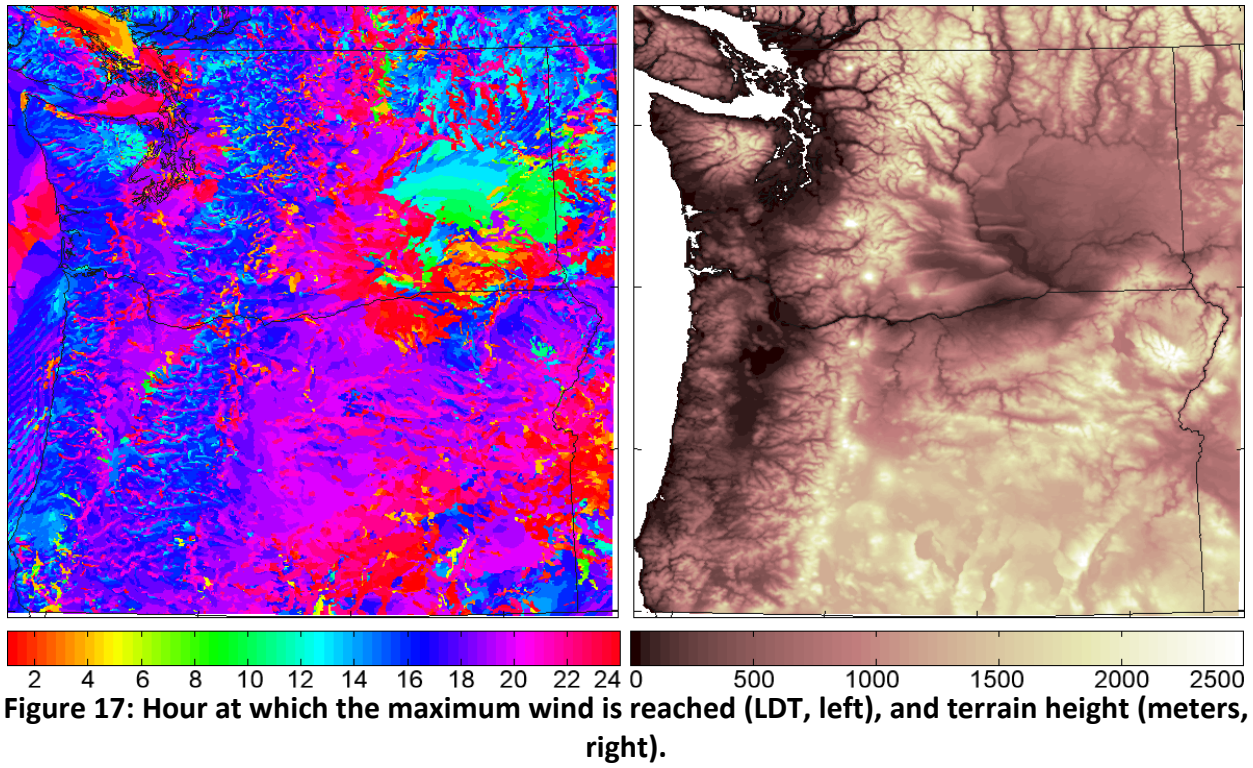 2 4 6 8 10 12 14 16 18 20 22 24
0 500 1000 1500 2000 2500
Figure 17: Hour at which the maximum wind is reached (LDT, left), and terrain height (meters,
right).